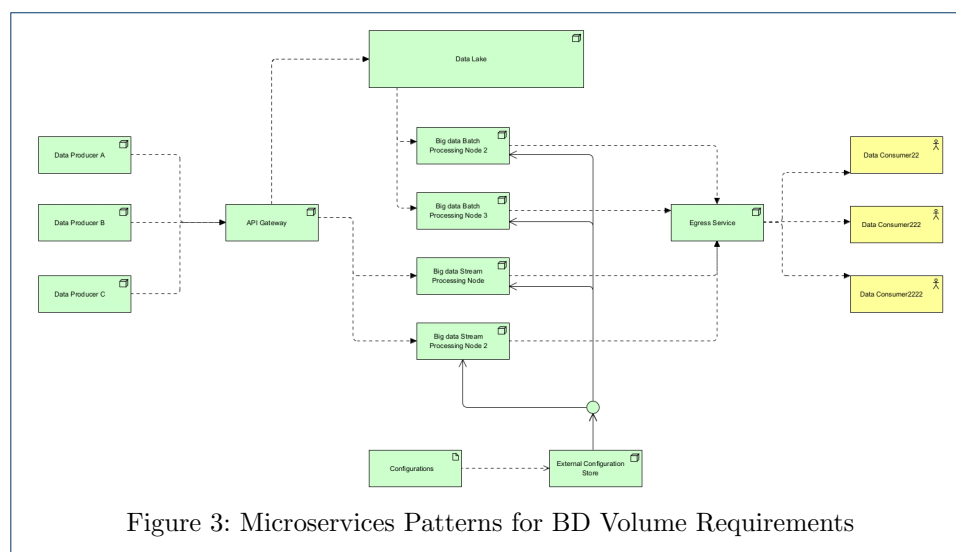 Data Lake
Big data Batch
Processing Node 2
Data Producer A
Data Consumer22
Big data Batch
Processing Node 3
Data Producer B
API Gateway
Egress Service
Data Consumer222
Big data Stream
Processing Node
Data Producer C
Data Consumer2222
Big data Stream
Processing Node 2
Configurations
External Configuration
Store
Figure 3: Microservices Patterns for BD Volume Requirements